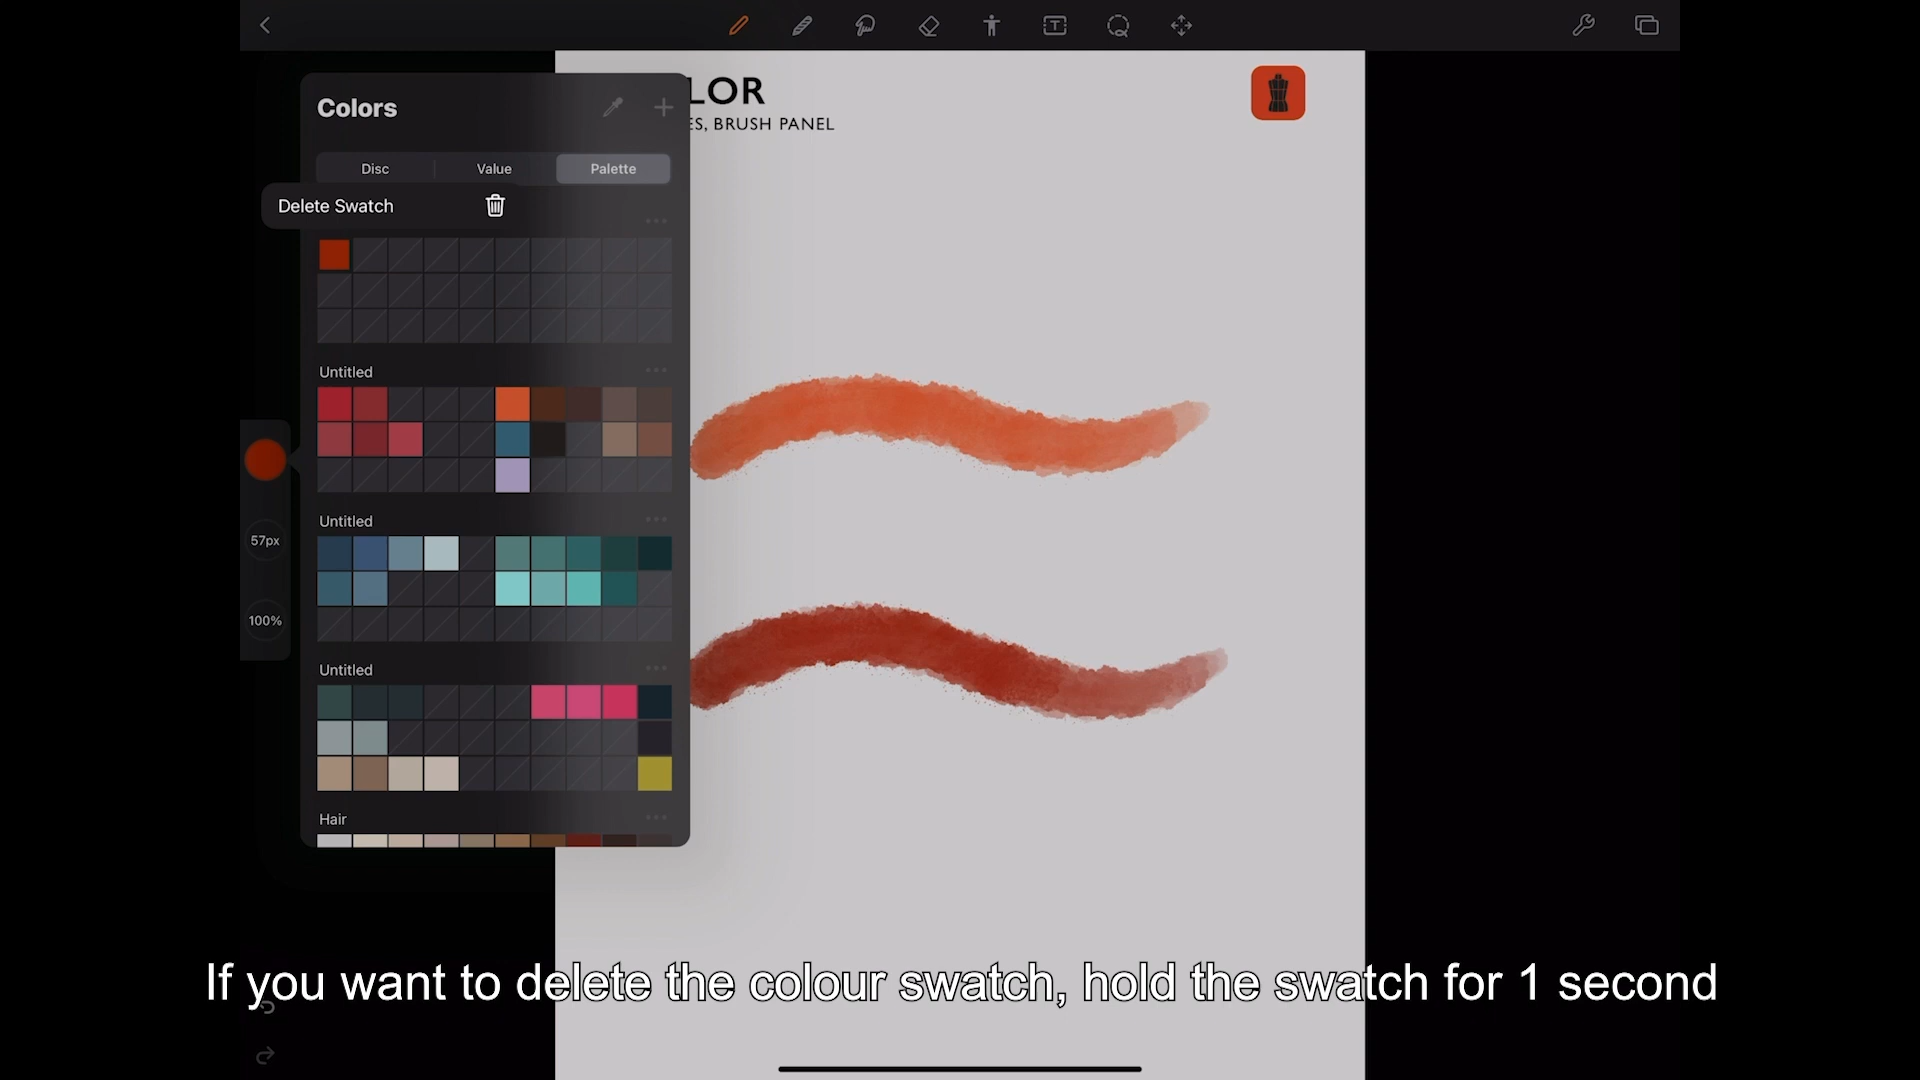 LOR
ES, BRUSH PANEL
Colors
Disc
Value
Palette
Delete Swatch
Untitled
Untitled
Untitled
Hair
57px
100%
If you want to delete the colour swatch, hold the swatch for 1 second